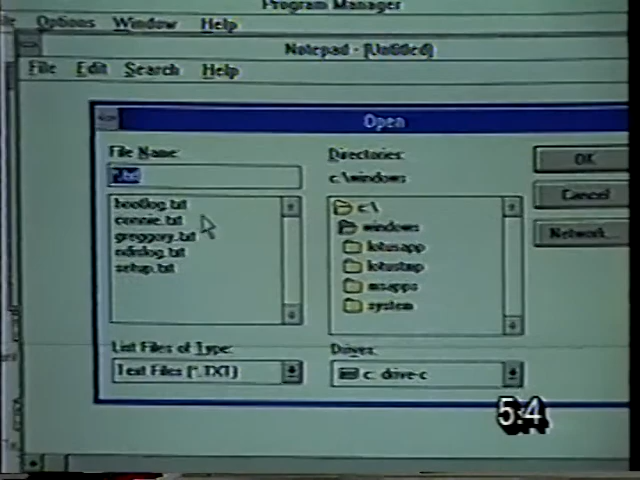 Program Manager
Options Window Help
Notepad - [Untitled]
File Edit Search Help
Open
File Name:
*.txt
bootlog.txt
connie.txt
greggory.txt
ndislog.txt
setup.txt
List Files of Type:
Text Files (*.TXT)
Directories:
c:\windows
c:\
windows
lotusapp
lotustmp
msapps
system
Drives:
c: drive-c
OK
Cancel
Network...
5:4